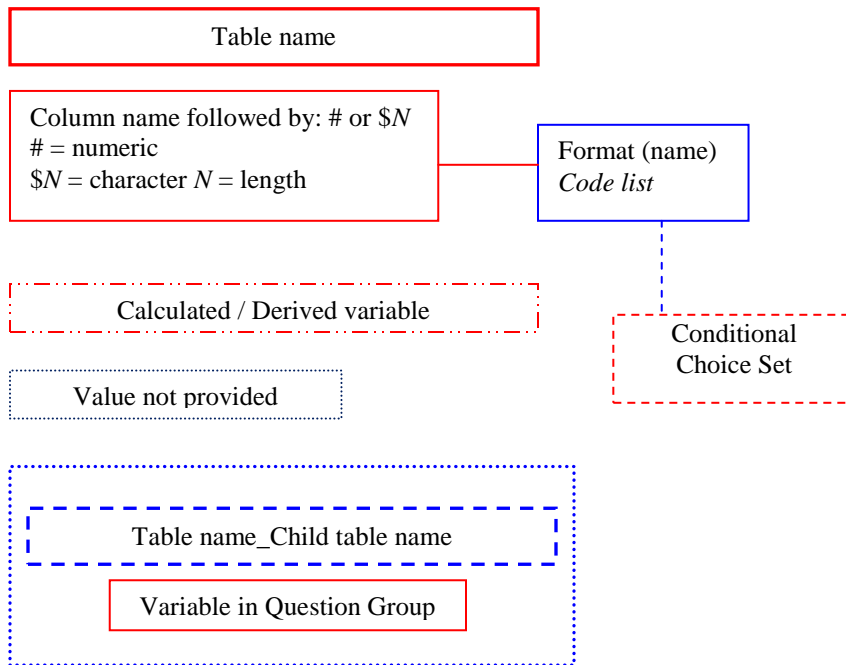 Table name
Column name followed by: # or $N
# = numeric
$N = character N = length
Format (name)
Code list
Calculated / Derived variable
Conditional
Choice Set
Value not provided
Table name_Child table name
Variable in Question Group